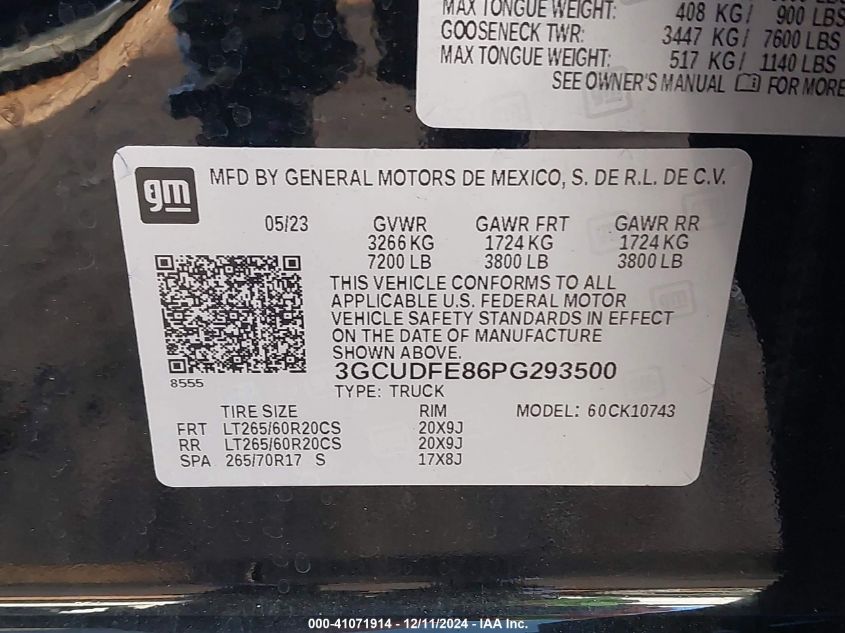 MAX TONGUE WEIGHT: 408 KG/ 900 LBS
GOOSENECK TWR: 3447 KG/ 7600 LBS
MAX TONGUE WEIGHT: 517 KG/ 1140 LBS
SEE OWNER'S MANUAL FOR MORE
gm MFD BY GENERAL MOTORS DE MEXICO, S. DE R.L. DE C.V.
05/23 GVWR GAWR FRT GAWR RR
3266 KG 1724 KG 1724 KG
7200 LB 3800 LB 3800 LB
THIS VEHICLE CONFORMS TO ALL
APPLICABLE U.S. FEDERAL MOTOR
VEHICLE SAFETY STANDARDS IN EFFECT
ON THE DATE OF MANUFACTURE
SHOWN ABOVE.
8555
3GCUDFE86PG293500
TYPE: TRUCK
TIRE SIZE RIM MODEL: 60CK10743
FRT LT265/60R20CS 20X9J
RR LT265/60R20CS 20X9J
SPA 265/70R17 S 17X8J
000-41071914 - 12/11/2024 - IAA Inc.